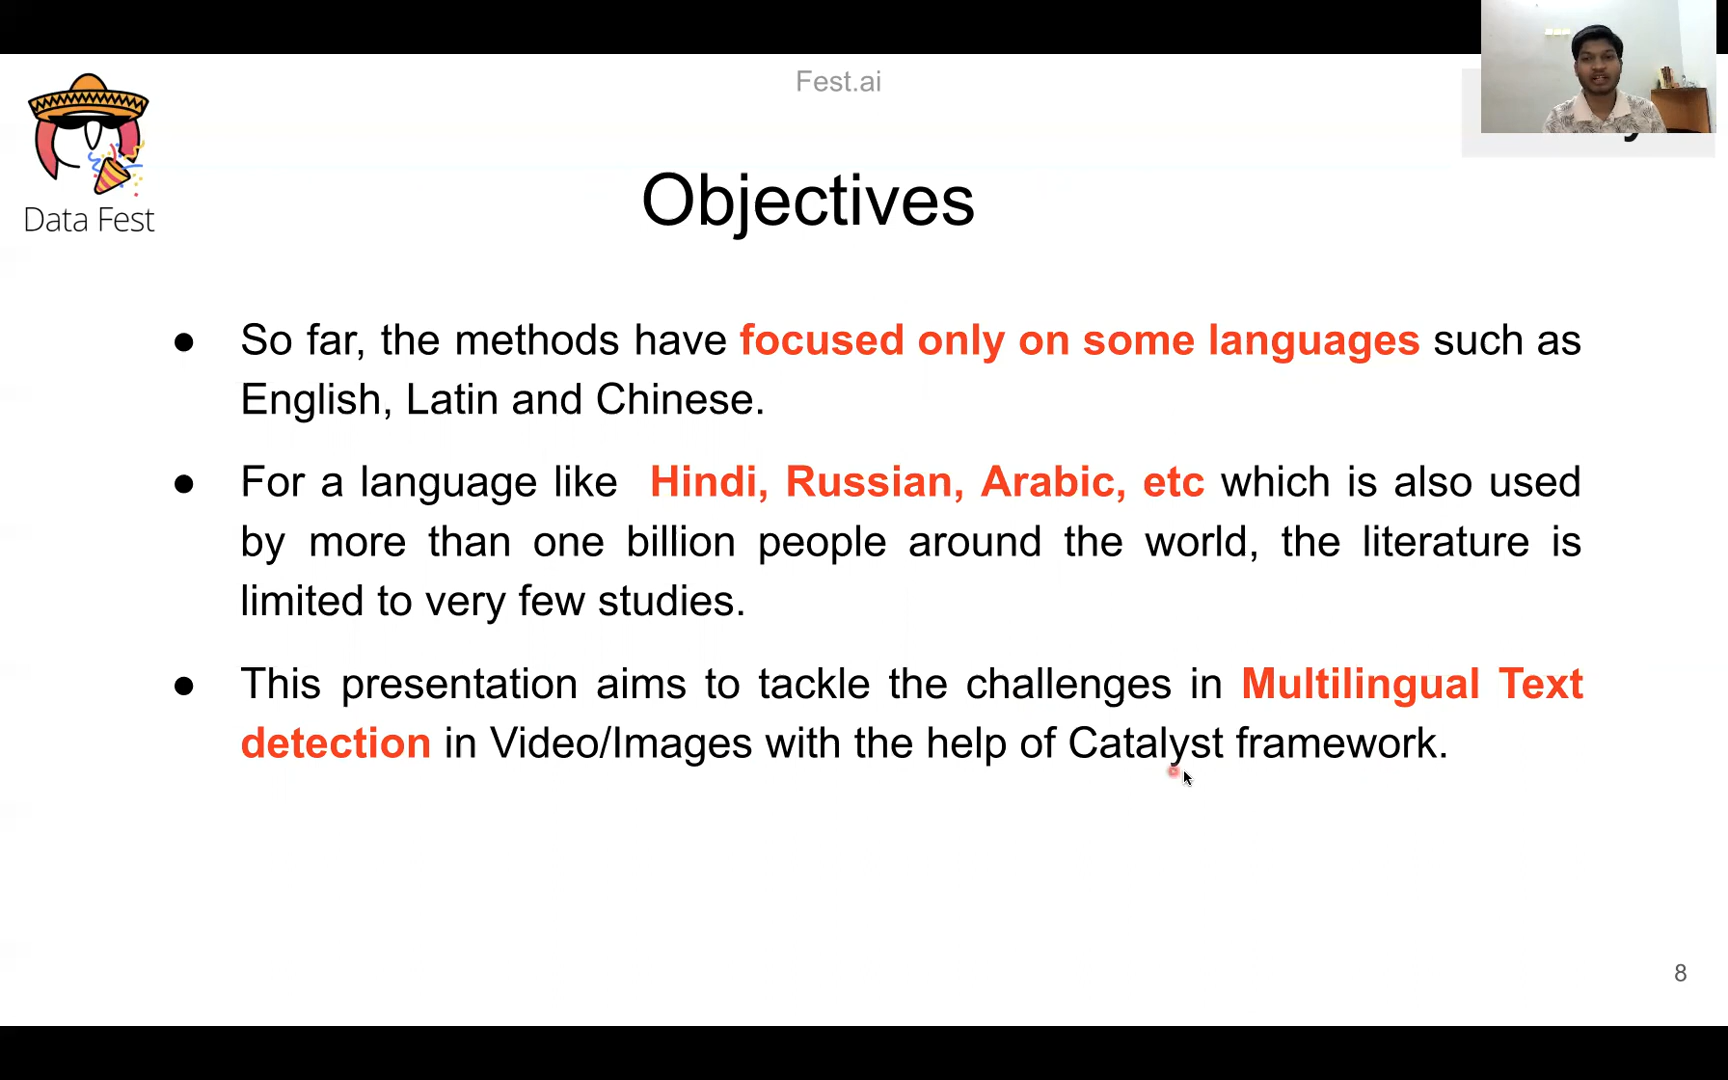 Fest.ai
Data Fest
Objectives
● So far, the methods have focused only on some languages such as
English, Latin and Chinese.
● For a language like Hindi, Russian, Arabic, etc which is also used
by more than one billion people around the world, the literature is
limited to very few studies.
● This presentation aims to tackle the challenges in Multilingual Text
detection in Video/Images with the help of Catalyst framework.
8